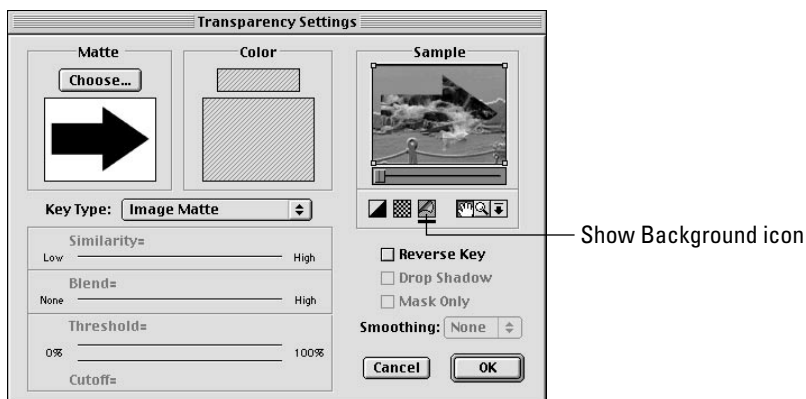 Transparency Settings
Matte
Color
Sample
Choose...
Key Type: Image Matte
Show Background icon
Similarity=
Low
High
Blend=
None
High
Threshold=
0%
100%
Cutoff=
Reverse Key
Drop Shadow
Mask Only
Smoothing: None
Cancel
OK